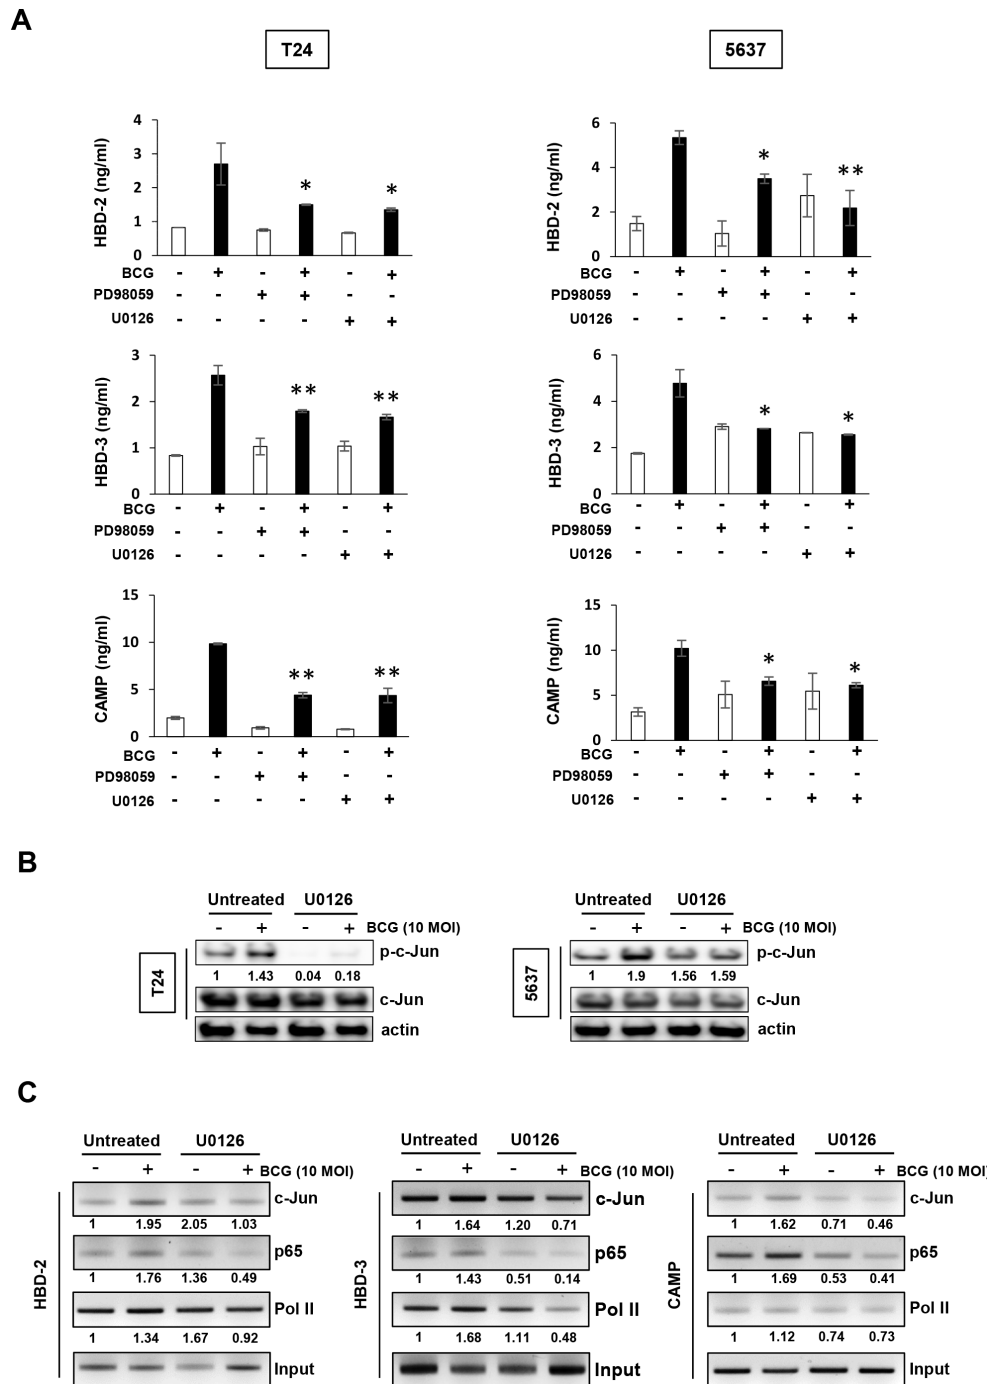 A
T24
5637
HBD-2 (ng/ml)
4
3
2
1
0
* *
BCG - + - + - +
PD98059 - - + + - -
U0126 - - - - + +
HBD-2 (ng/ml)
6
4
2
0
* **
BCG - + - + - +
PD98059 - - + + - -
U0126 - - - - + +
HBD-3 (ng/ml)
3
2
1
0
** **
BCG - + - + - +
PD98059 - - + + - -
U0126 - - - - + +
HBD-3 (ng/ml)
6
4
2
0
* *
BCG - + - + - +
PD98059 - - + + - -
U0126 - - - - + +
CAMP (ng/ml)
15
10
5
0
** **
BCG - + - + - +
PD98059 - - + + - -
U0126 - - - - + +
CAMP (ng/ml)
15
10
5
0
* *
BCG - + - + - +
PD98059 - - + + - -
U0126 - - - - + +
B
T24
Untreated U0126
- + - + BCG (10 MOI)
p-c-Jun
1 1.43 0.04 0.18
c-Jun
actin
5637
Untreated U0126
- + - + BCG (10 MOI)
p-c-Jun
1 1.9 1.56 1.59
c-Jun
actin
C
HBD-2
Untreated U0126
- + - + BCG (10 MOI)
c-Jun
1 1.95 2.05 1.03
p65
1 1.76 1.36 0.49
Pol II
1 1.34 1.67 0.92
Input
HBD-3
Untreated U0126
- + - + BCG (10 MOI)
c-Jun
1 1.64 1.20 0.71
p65
1 1.43 0.51 0.14
Pol II
1 1.68 1.11 0.48
Input
CAMP
Untreated U0126
- + - + BCG (10 MOI)
c-Jun
1 1.62 0.71 0.46
p65
1 1.69 0.53 0.41
Pol II
1 1.12 0.74 0.73
Input